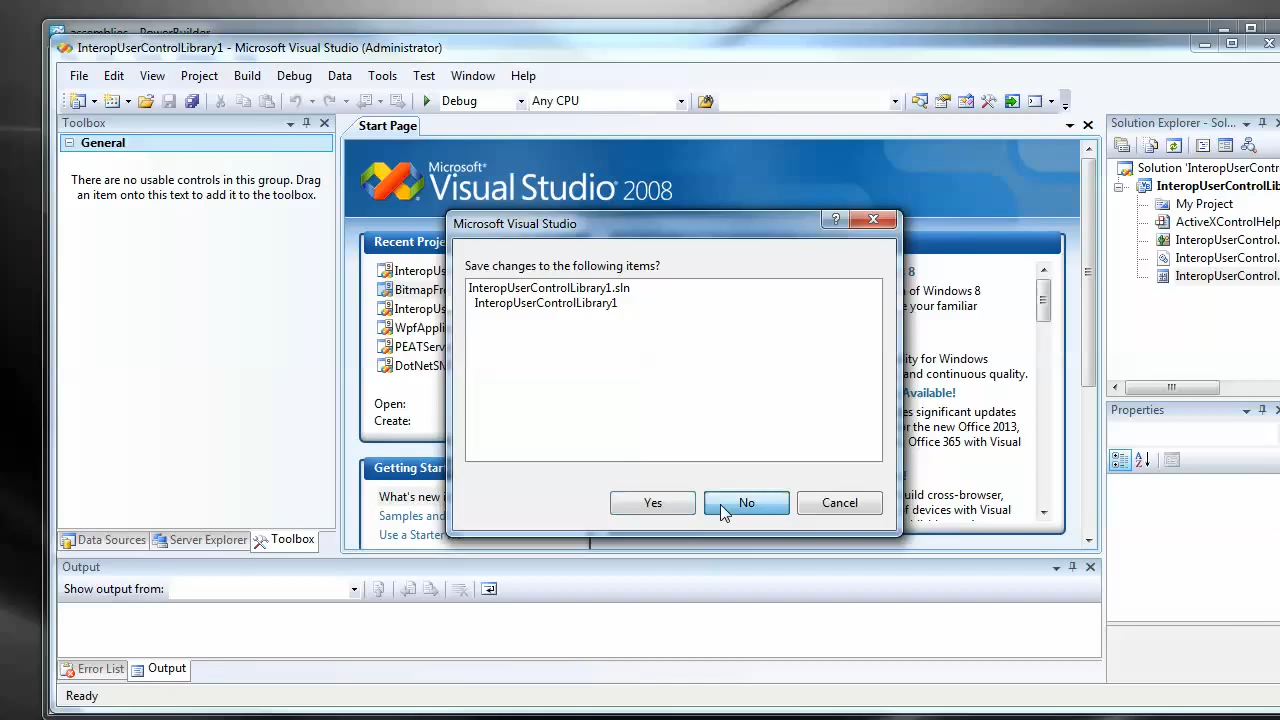 assemblies - PowerBuilder
InteropUserControlLibrary1 - Microsoft Visual Studio (Administrator)
File Edit View Project Build Debug Data Tools Test Window Help
Debug Any CPU
Toolbox
General
There are no usable controls in this group. Drag
an item onto this text to add it to the toolbox.
Data Sources Server Explorer Toolbox
Start Page
Microsoft
Visual Studio 2008
Recent Proje
InteropUs
BitmapFr
InteropUs
WpfAppli
PEATServ
DotNetSN
Open:
Create:
Getting Star
What's new i
Samples and
Use a Starter
8
n of Windows 8
e your familiar
ity for Windows
and continuous quality.
Available!
es significant updates
or the new Office 2013,
Office 365 with Visual
uild cross-browser,
of devices with Visual
Microsoft Visual Studio
?
Save changes to the following items?
InteropUserControlLibrary1.sln
InteropUserControlLibrary1
Yes No Cancel
Solution Explorer - Sol...
Solution 'InteropUserCont
InteropUserControlLib
My Project
ActiveXControlHelp
InteropUserControl.
InteropUserControl.
InteropUserControl.
Properties
Output
Show output from:
Error List Output
Ready